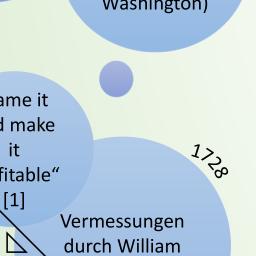 Washington)
ame it
d make
it
fitable“
[1]
1728
Vermessungen
durch William